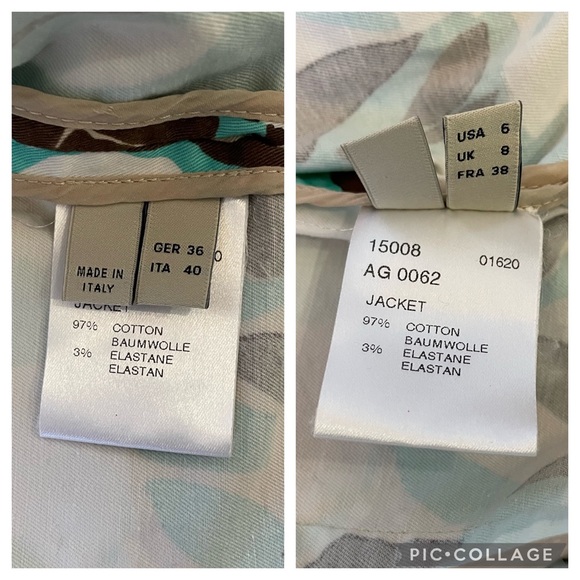 MADE IN
ITALY
GER 36
ITA 40
0
JACKET
97% COTTON
BAUMWOLLE
3% ELASTANE
ELASTAN
USA 6
UK 8
FRA 38
15008 01620
AG 0062
JACKET
97% COTTON
BAUMWOLLE
3% ELASTANE
ELASTAN
PIC•COLLAGE